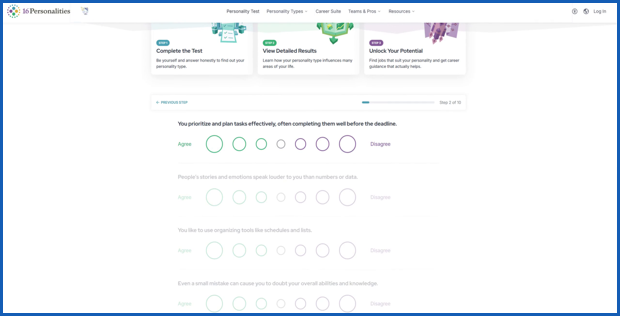 16Personalities
Personality Test
Personality Types
Career Suite
Teams & Pros
Resources
Log In
STEP 1
Complete the Test
Be yourself and answer honestly to find out your
personality type.
STEP 2
View Detailed Results
Learn how your personality type influences many
areas of your life.
STEP 3
Unlock Your Potential
Find jobs that suit your personality and get career
guidance that actually helps.
← PREVIOUS STEP
Step 2 of 10
You prioritize and plan tasks effectively, often completing them well before the deadline.
Agree
Disagree
People's stories and emotions speak louder to you than numbers or data.
Agree
Disagree
You like to use organizing tools like schedules and lists.
Agree
Disagree
Even a small mistake can cause you to doubt your overall abilities and knowledge.
Agree
Disagree